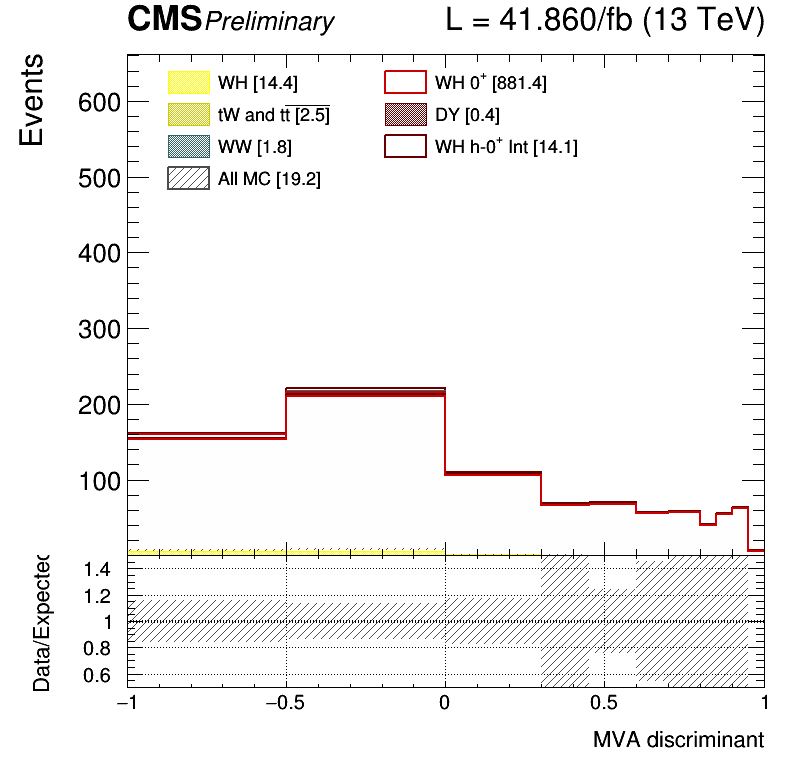 CMS Preliminary L = 41.860/fb (13 TeV)
Events
WH [14.4] WH 0⁺ [881.4]
tW and tt [2.5] DY [0.4]
WW [1.8] WH h-0⁺ Int [14.1]
All MC [19.2]
600
500
400
300
200
100
Data/Expected
1.4
1.2
1
0.8
0.6
−1 −0.5 0 0.5 1
MVA discriminant